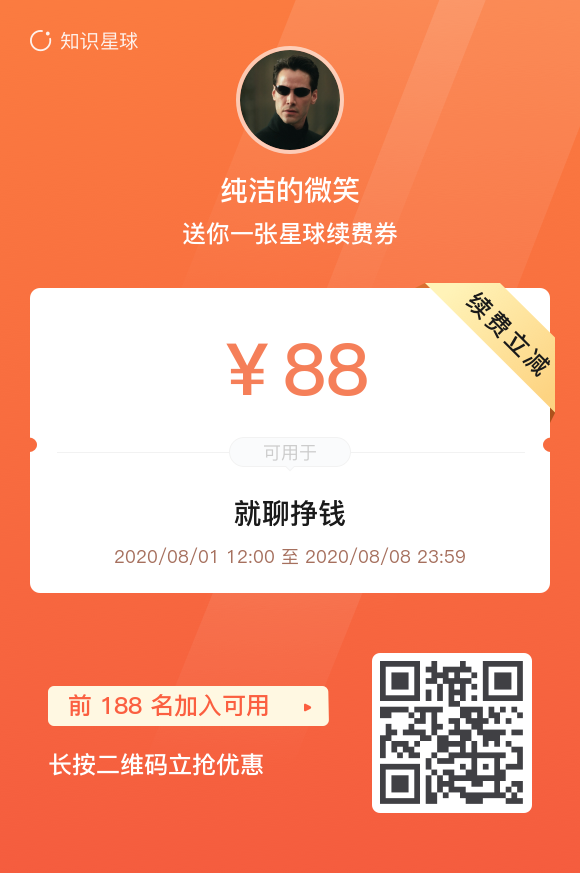 知识星球
纯洁的微笑
送你一张星球续费券
续费立减
¥88
可用于
就聊挣钱
2020/08/01 12:00 至 2020/08/08 23:59
前 188 名加入可用
长按二维码立抢优惠